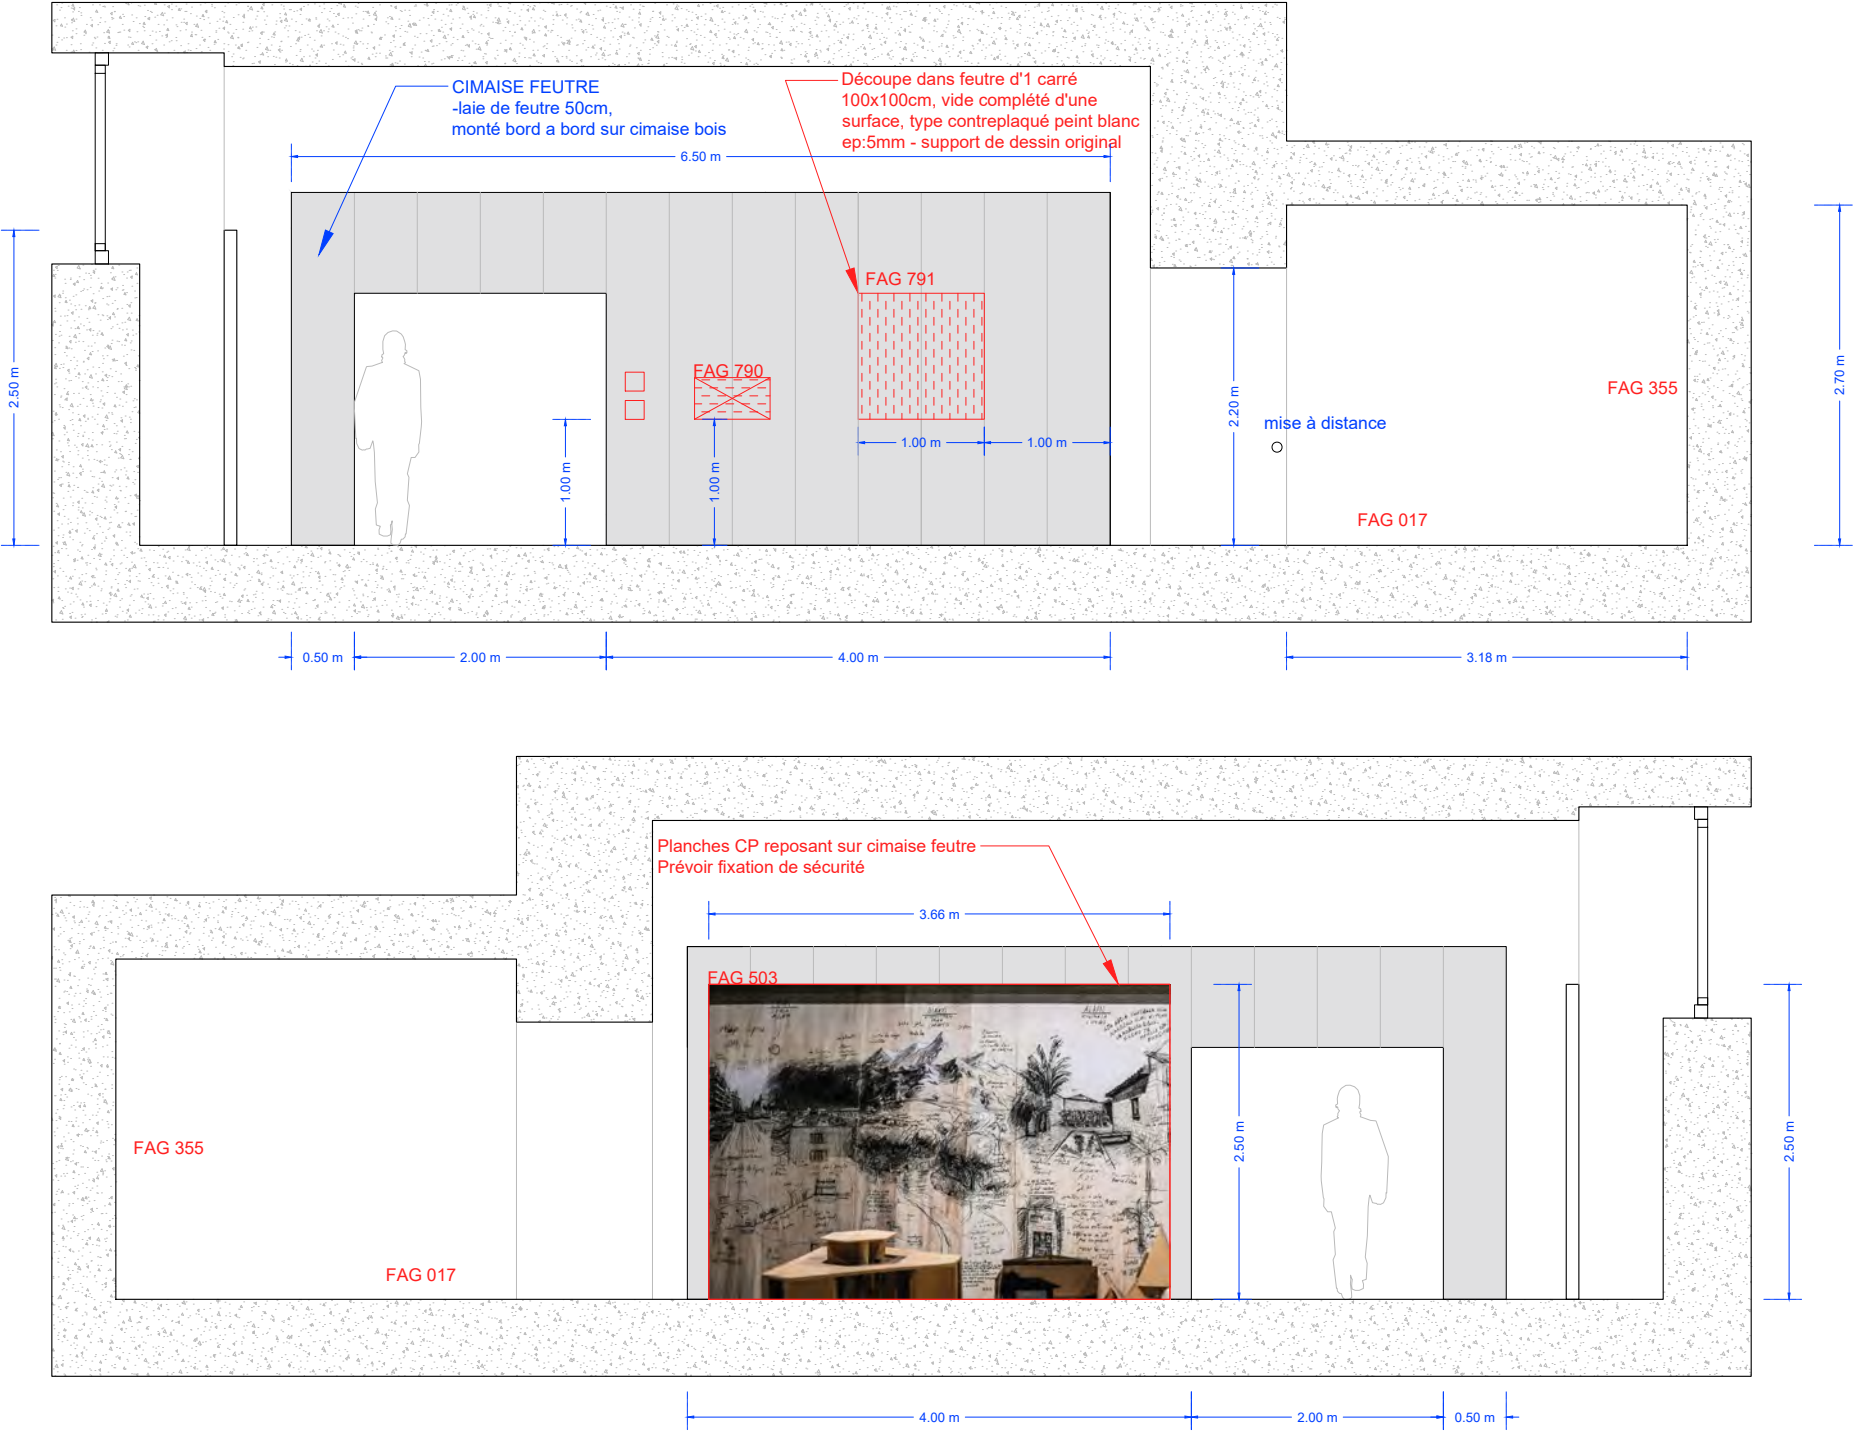 CIMAISE FEUTRE
-laie de feutre 50cm,
monté bord a bord sur cimaise bois
Découpe dans feutre d'1 carré
100x100cm, vide complété d'une
surface, type contreplaqué peint blanc
ep:5mm - support de dessin original
6.50 m
FAG 791
FAG 790
2.50 m
1.00 m
1.00 m
1.00 m
1.00 m
2.20 m
mise à distance
FAG 355
FAG 017
2.70 m
0.50 m
2.00 m
4.00 m
3.18 m
Planches CP reposant sur cimaise feutre
Prévoir fixation de sécurité
3.66 m
FAG 503
FAG 355
FAG 017
2.50 m
2.50 m
4.00 m
2.00 m
0.50 m